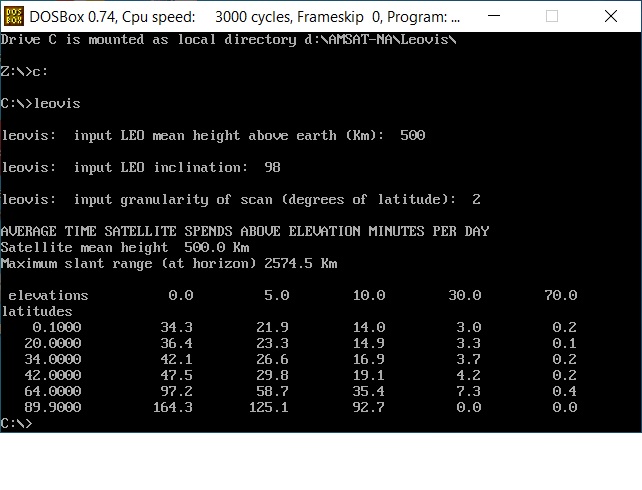 DOS BOX DOSBox 0.74, Cpu speed: 3000 cycles, Frameskip 0, Program: ...
Drive C is mounted as local directory d:\AMSAT-NA\Leovis\
Z:\>c:
C:\>leovis
leovis: input LEO mean height above earth (Km): 500
leovis: input LEO inclination: 98
leovis: input granularity of scan (degrees of latitude): 2
AVERAGE TIME SATELLITE SPENDS ABOVE ELEVATION MINUTES PER DAY
Satellite mean height 500.0 Km
Maximum slant range (at horizon) 2574.5 Km
elevations 0.0 5.0 10.0 30.0 70.0
latitudes
0.1000 34.3 21.9 14.0 3.0 0.2
20.0000 36.4 23.3 14.9 3.3 0.1
34.0000 42.1 26.6 16.9 3.7 0.2
42.0000 47.5 29.8 19.1 4.2 0.2
64.0000 97.2 58.7 35.4 7.3 0.4
89.9000 164.3 125.1 92.7 0.0 0.0
C:\>